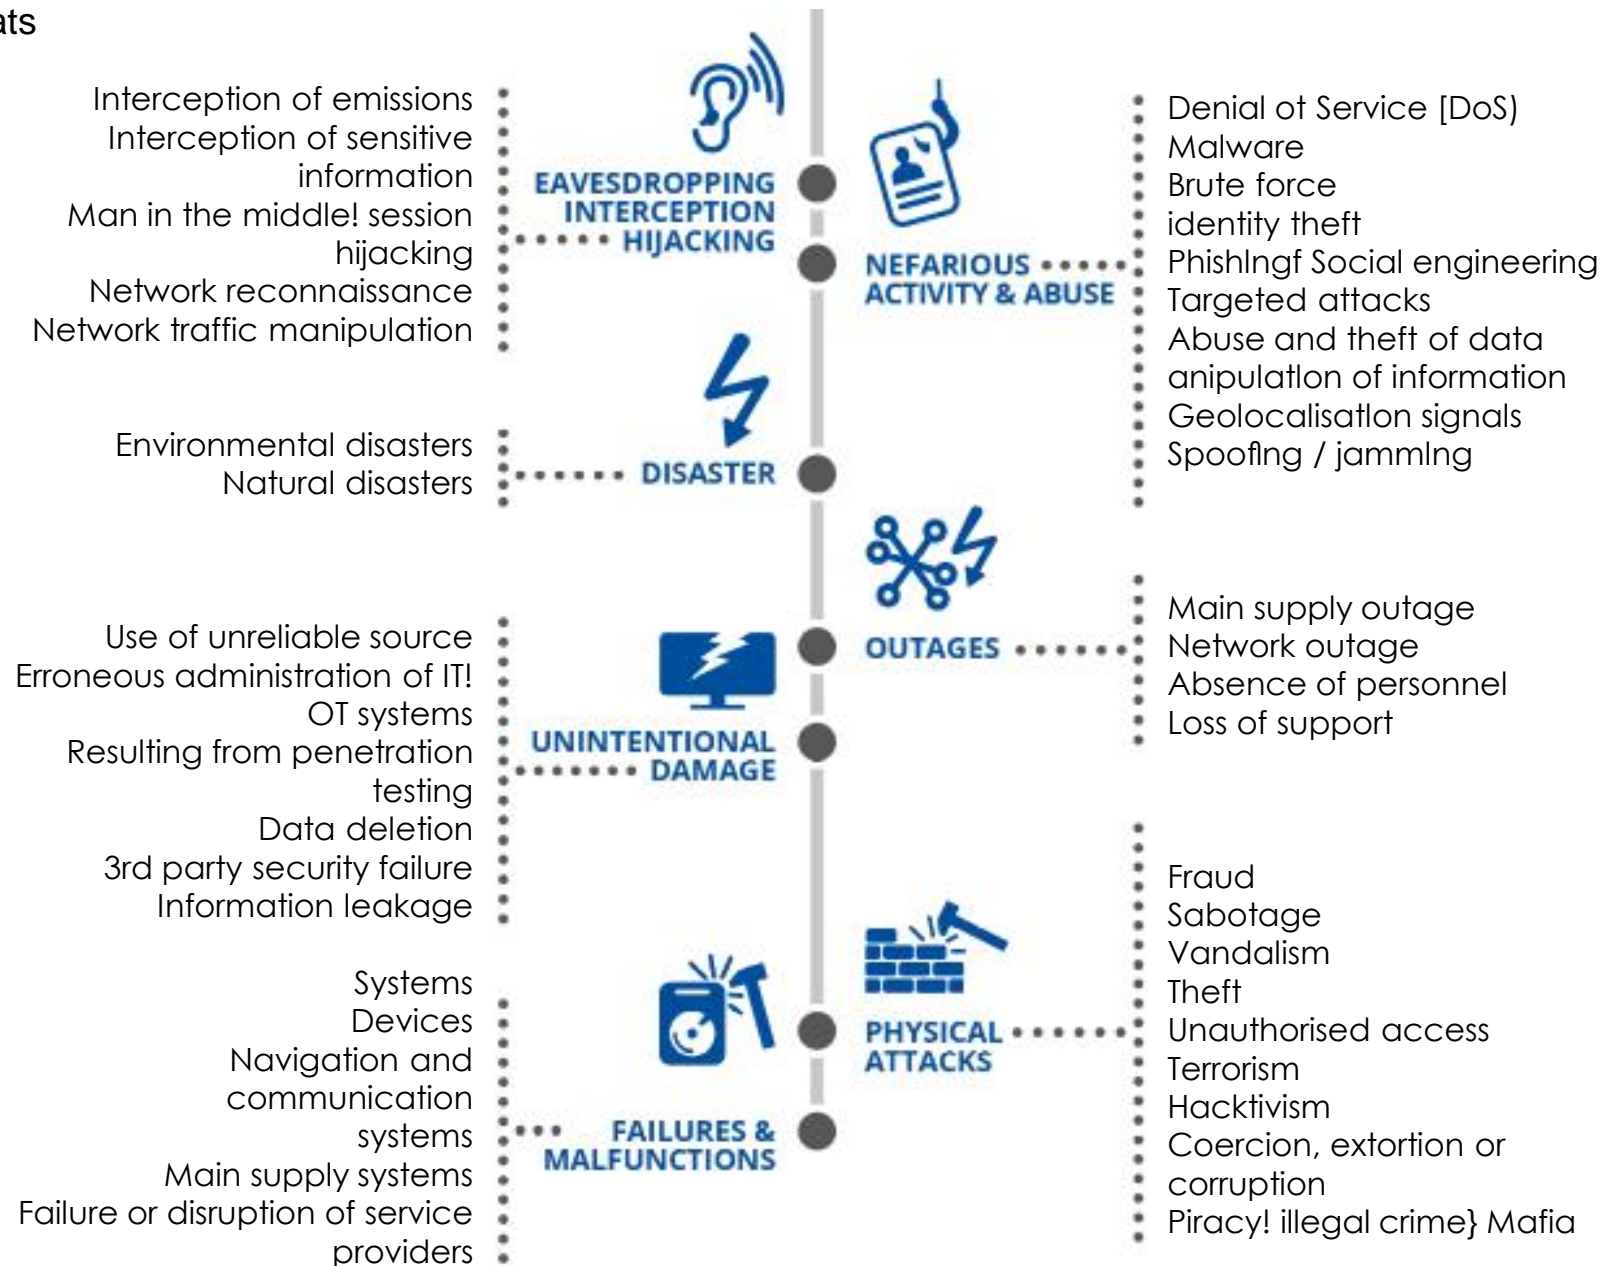 ats
Interception of emissions
Interception of sensitive
information
Man in the middle! session
hijacking
Network reconnaissance
Network traffic manipulation
EAVESDROPPING
INTERCEPTION
HIJACKING
Denial ot Service [DoS)
Malware
Brute force
identity theft
PhishIngf Social engineering
Targeted attacks
Abuse and theft of data
anipulatIon of information
GeolocalisatIon signals
SpoofIng / jammIng
NEFARIOUS
ACTIVITY & ABUSE
Environmental disasters
Natural disasters
DISASTER
Main supply outage
Network outage
Absence of personnel
Loss of support
OUTAGES
Use of unreliable source
Erroneous administration of IT!
OT systems
Resulting from penetration
testing
Data deletion
3rd party security failure
Information leakage
UNINTENTIONAL
DAMAGE
Fraud
Sabotage
Vandalism
Theft
Unauthorised access
Terrorism
Hacktivism
Coercion, extortion or
corruption
Piracy! illegal crime} Mafia
PHYSICAL
ATTACKS
Systems
Devices
Navigation and
communication
systems
Main supply systems
Failure or disruption of service
providers
FAILURES &
MALFUNCTIONS